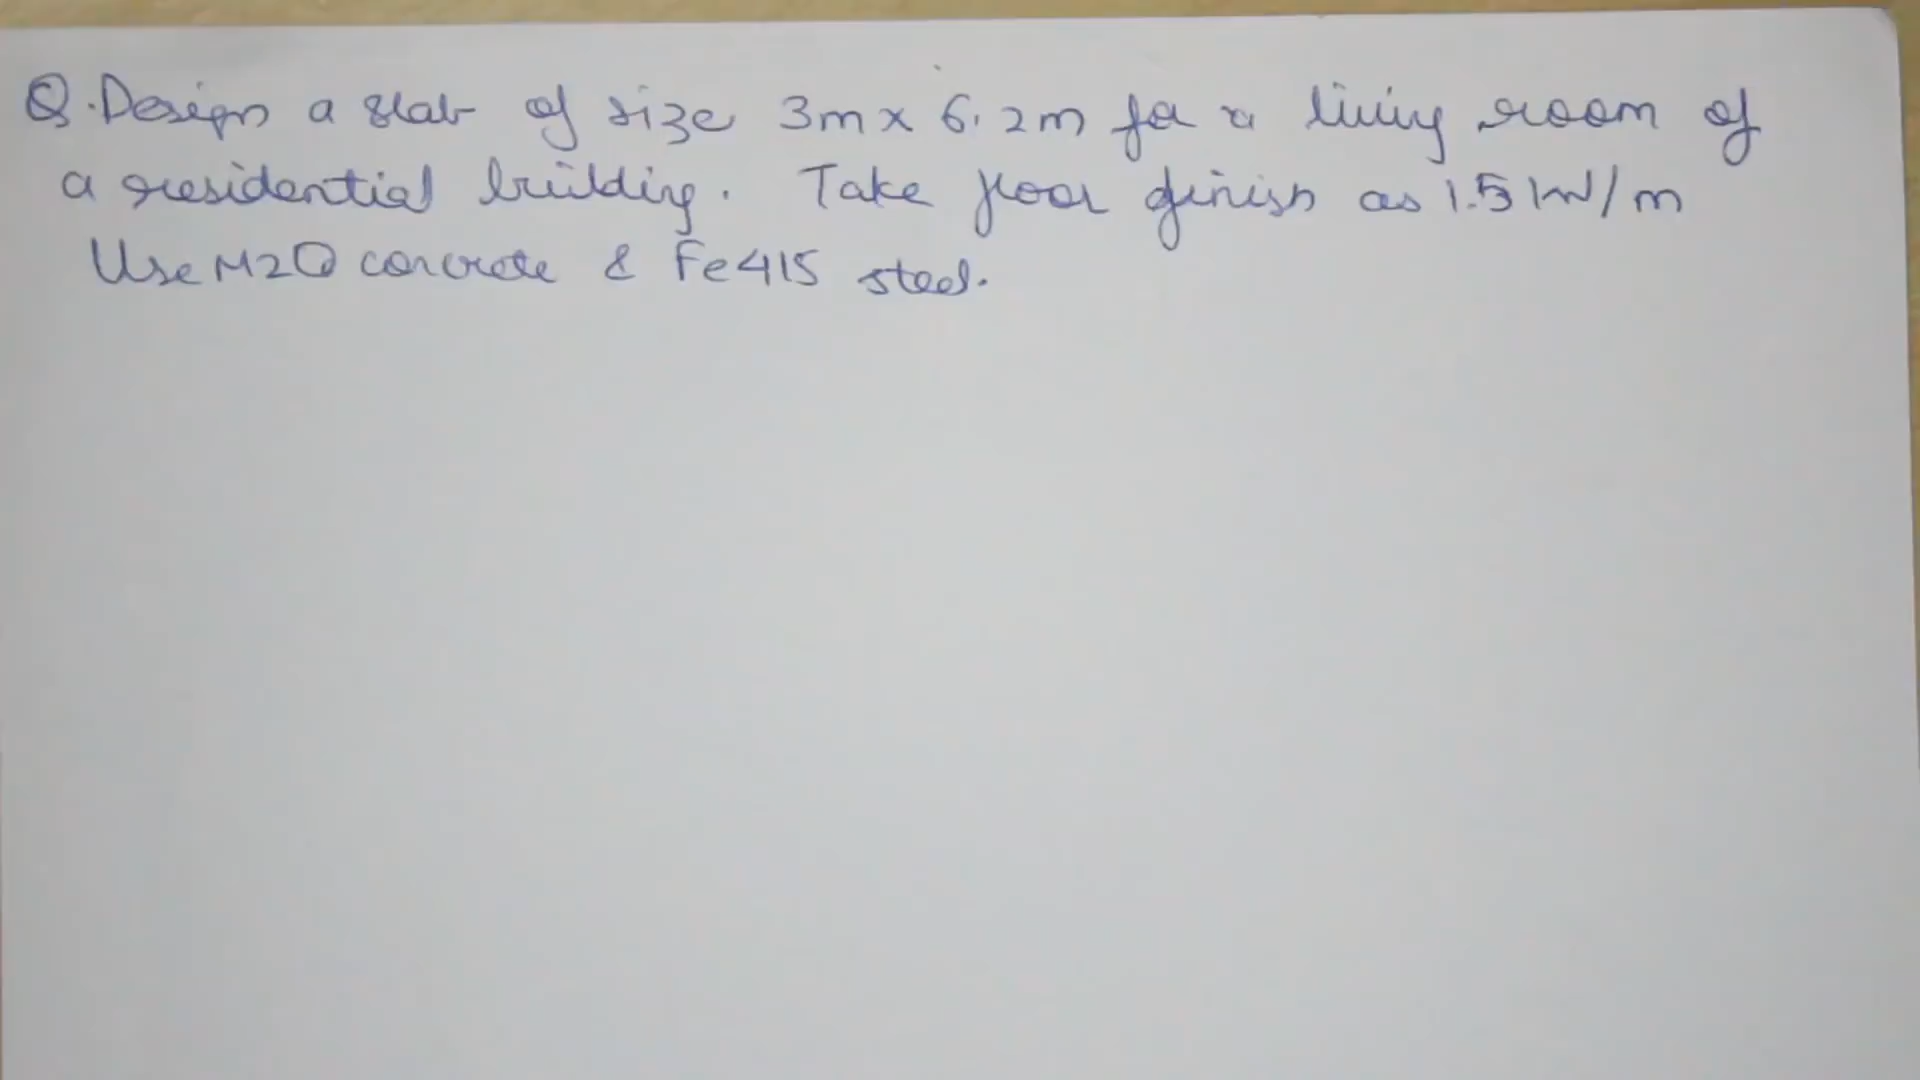 Q. Design a slab of size 3m x 6.2m for a living room of
a residential building. Take floor finish as 1.5 kN/m
Use M20 concrete & Fe415 steel.